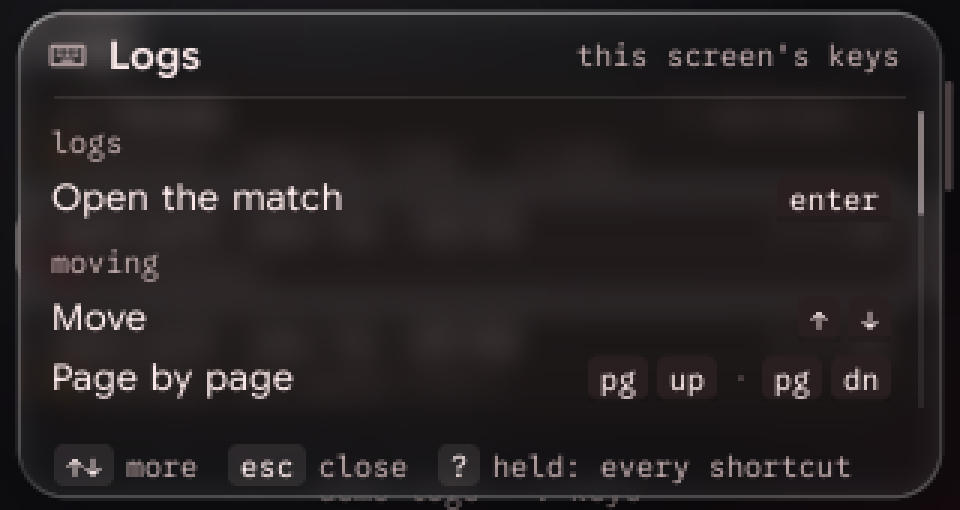 Logs this screen's keys
logs
Open the match enter
moving
Move ↑ ↓
Page by page pg up · pg dn
↑↓ more esc close ? held: every shortcut